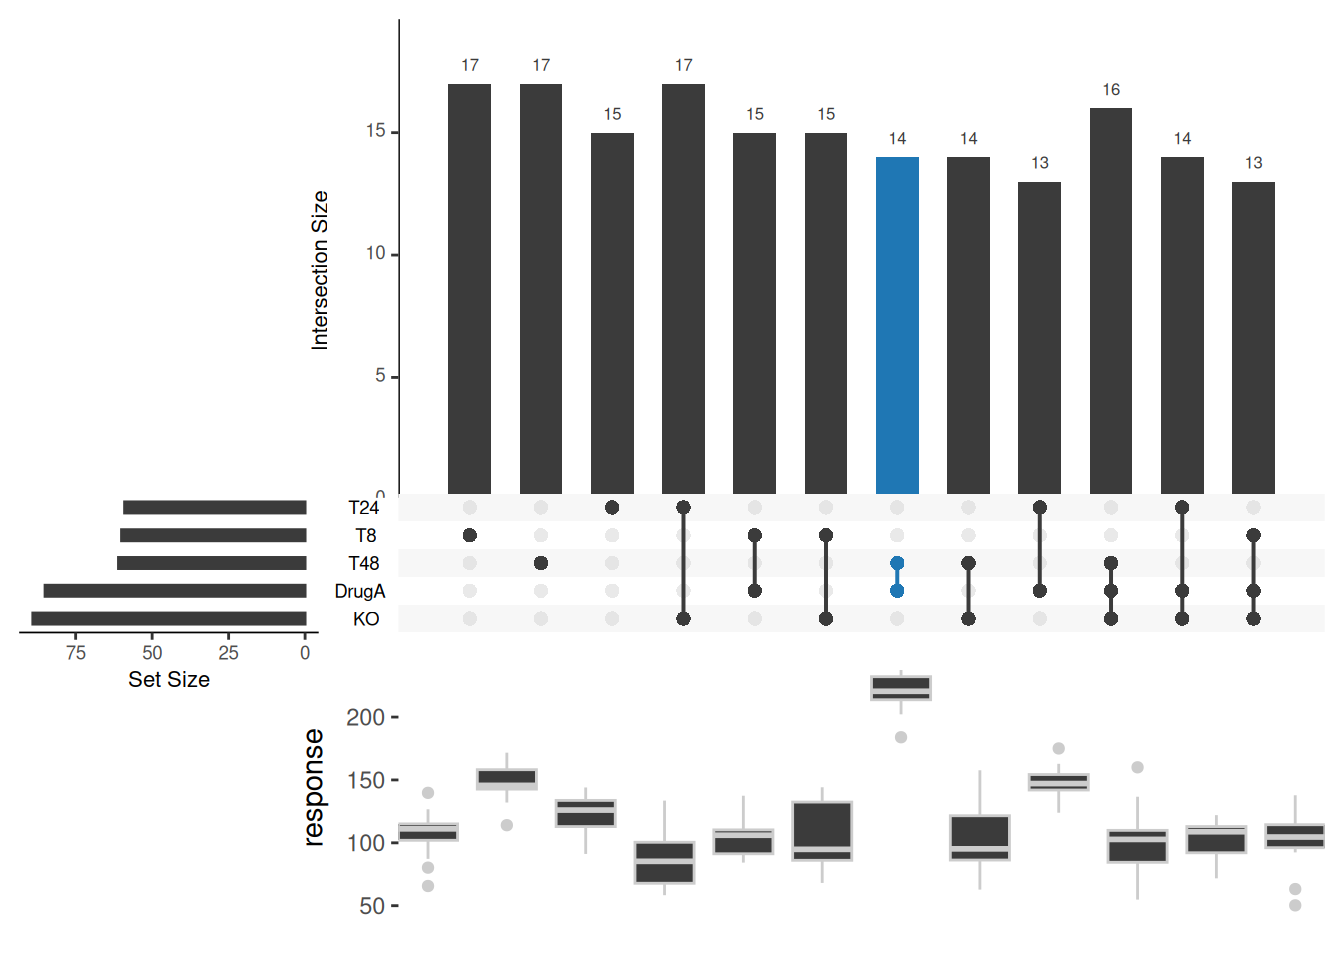 17 17 15 17 15 15 14 14 13 16 14 13
Intersection Size
15
10
5
0
T24
T8
T48
DrugA
KO
75 50 25 0
Set Size
response
200
150
100
50